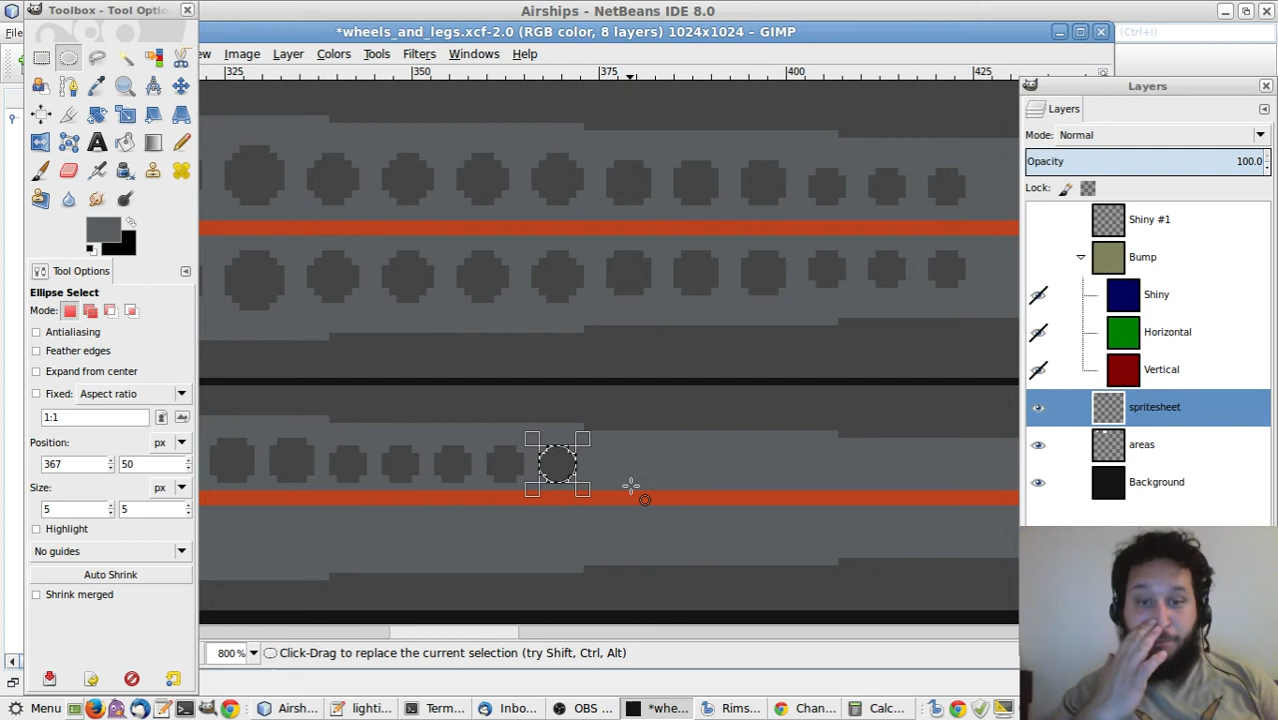 Toolbox - Tool Optio
Airships - NetBeans IDE 8.0
*wheels_and_legs.xcf-2.0 (RGB color, 8 layers) 1024x1024 – GIMP
(Ctrl+I)
File
ew Image Layer Colors Tools Filters Windows Help
325 350 375 400 425
Layers
Layers
Mode: Normal
Opacity 100.0
Lock:
Shiny #1
Bump
Shiny
Horizontal
Vertical
spritesheet
areas
Background
Tool Options
Ellipse Select
Mode:
Antialiasing
Feather edges
Expand from center
Fixed: Aspect ratio
1:1
Position: px
367 50
Size: px
5 5
Highlight
No guides
Auto Shrink
Shrink merged
800% Click-Drag to replace the current selection (try Shift, Ctrl, Alt)
Menu Airsh... lighti... Term... Inbo... OBS ... *whe... Rims... Chan... Calc...